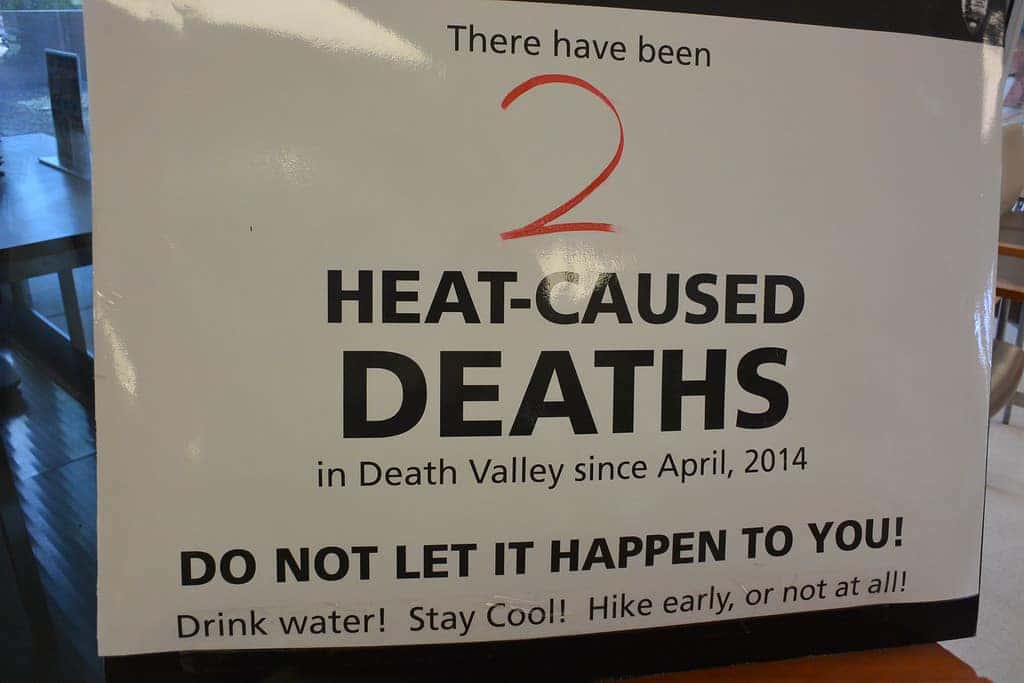 There have been
2
HEAT-CAUSED
DEATHS
in Death Valley since April, 2014
DO NOT LET IT HAPPEN TO YOU!
Drink water! Stay Cool! Hike early, or not at all!